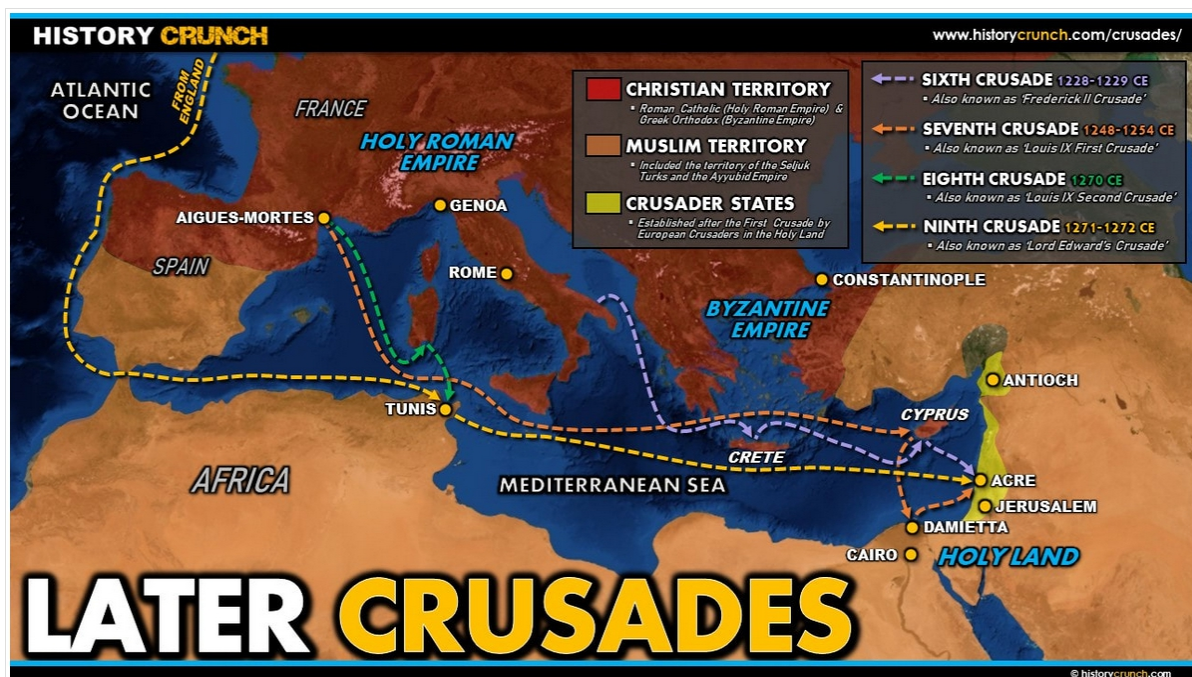 HISTORY CRUNCH
www.historycrunch.com/crusades/
ATLANTIC
OCEAN
FROM
ENGLAND
FRANCE
HOLY ROMAN
EMPIRE
AIGUES-MORTES
GENOA
SPAIN
ROME
CONSTANTINOPLE
BYZANTINE
EMPIRE
ANTIOCH
TUNIS
CYPRUS
CRETE
AFRICA
MEDITERRANEAN SEA
ACRE
JERUSALEM
DAMIETTA
CAIRO
HOLY LAND
CHRISTIAN TERRITORY
▪ Roman Catholic (Holy Roman Empire) &
Greek Orthodox (Byzantine Empire)
MUSLIM TERRITORY
▪ Included the territory of the Seljuk
Turks and the Ayyubid Empire
CRUSADER STATES
▪ Established after the First Crusade by
European Crusaders in the Holy Land
SIXTH CRUSADE 1228-1229 CE
▪ Also known as 'Frederick II Crusade'
SEVENTH CRUSADE 1248-1254 CE
▪ Also known as 'Louis IX First Crusade'
EIGHTH CRUSADE 1270 CE
▪ Also known as 'Louis IX Second Crusade'
NINTH CRUSADE 1271-1272 CE
▪ Also known as 'Lord Edward's Crusade'
LATER CRUSADES
© historycrunch.com